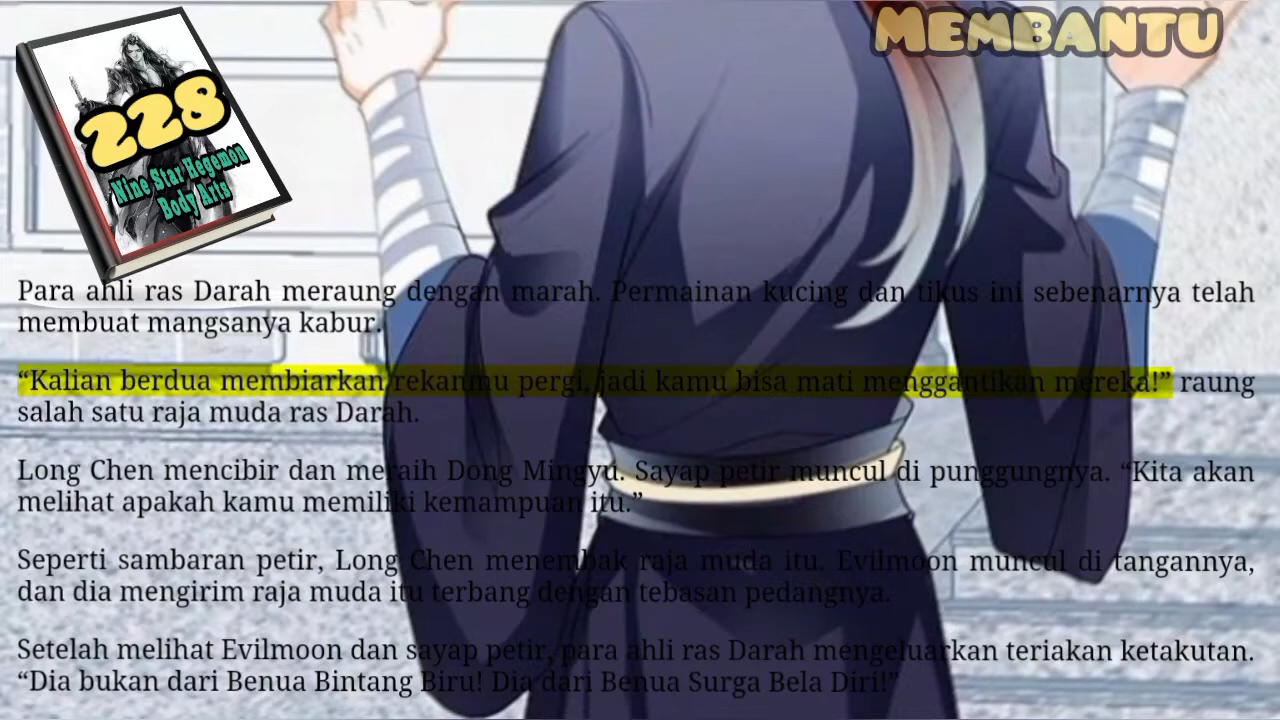 MEMBANTU
228
Nine Star Hegemon
Body Arts
Para ahli ras Darah meraung dengan marah. Permainan kucing dan tikus ini sebenarnya telah
membuat mangsanya kabur.
“Kalian berdua membiarkan rekanmu pergi, jadi kamu bisa mati menggantikan mereka!” raung
salah satu raja muda ras Darah.
Long Chen mencibir dan meraih Dong Mingyu. Sayap petir muncul di punggungnya. “Kita akan
melihat apakah kamu memiliki kemampuan itu.”
Seperti sambaran petir, Long Chen menembak raja muda itu. Evilmoon muncul di tangannya,
dan dia mengirim raja muda itu terbang dengan tebasan pedangnya.
Setelah melihat Evilmoon dan sayap petir, para ahli ras Darah mengeluarkan teriakan ketakutan.
“Dia bukan dari Benua Bintang Biru! Dia dari Benua Surga Bela Diri!”